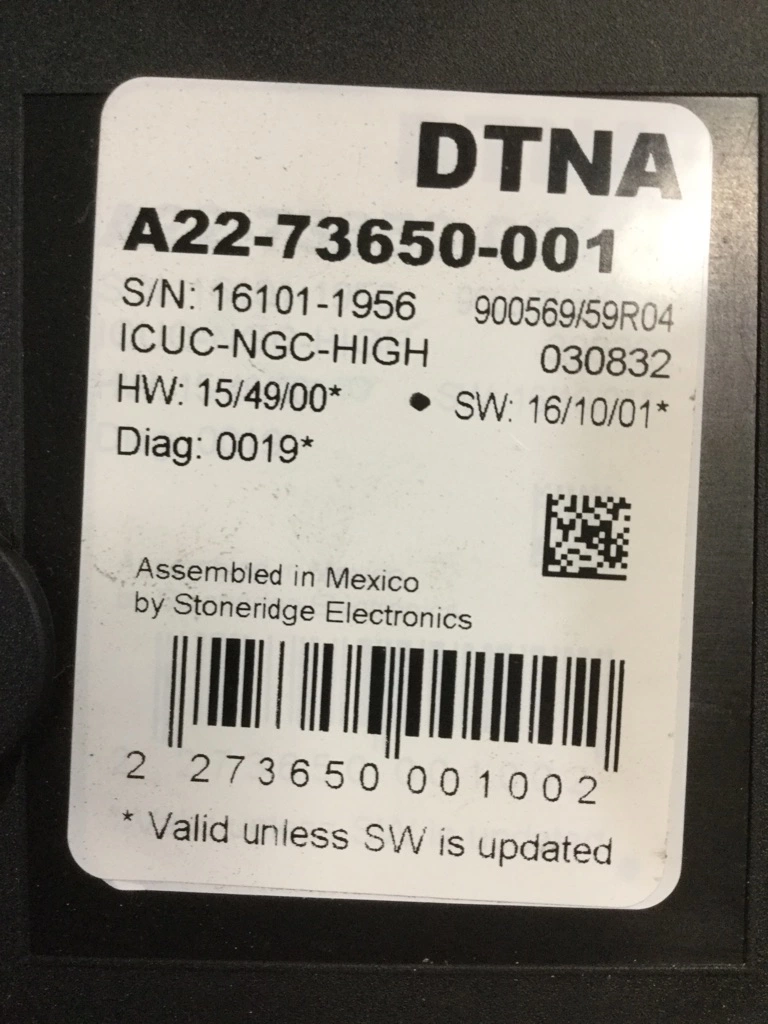 DTNA
A22-73650-001
S/N: 16101-1956 900569/59R04
ICUC-NGC-HIGH 030832
HW: 15/49/00* • SW: 16/10/01*
Diag: 0019*
Assembled in Mexico
by Stoneridge Electronics
2 273650 001002
* Valid unless SW is updated